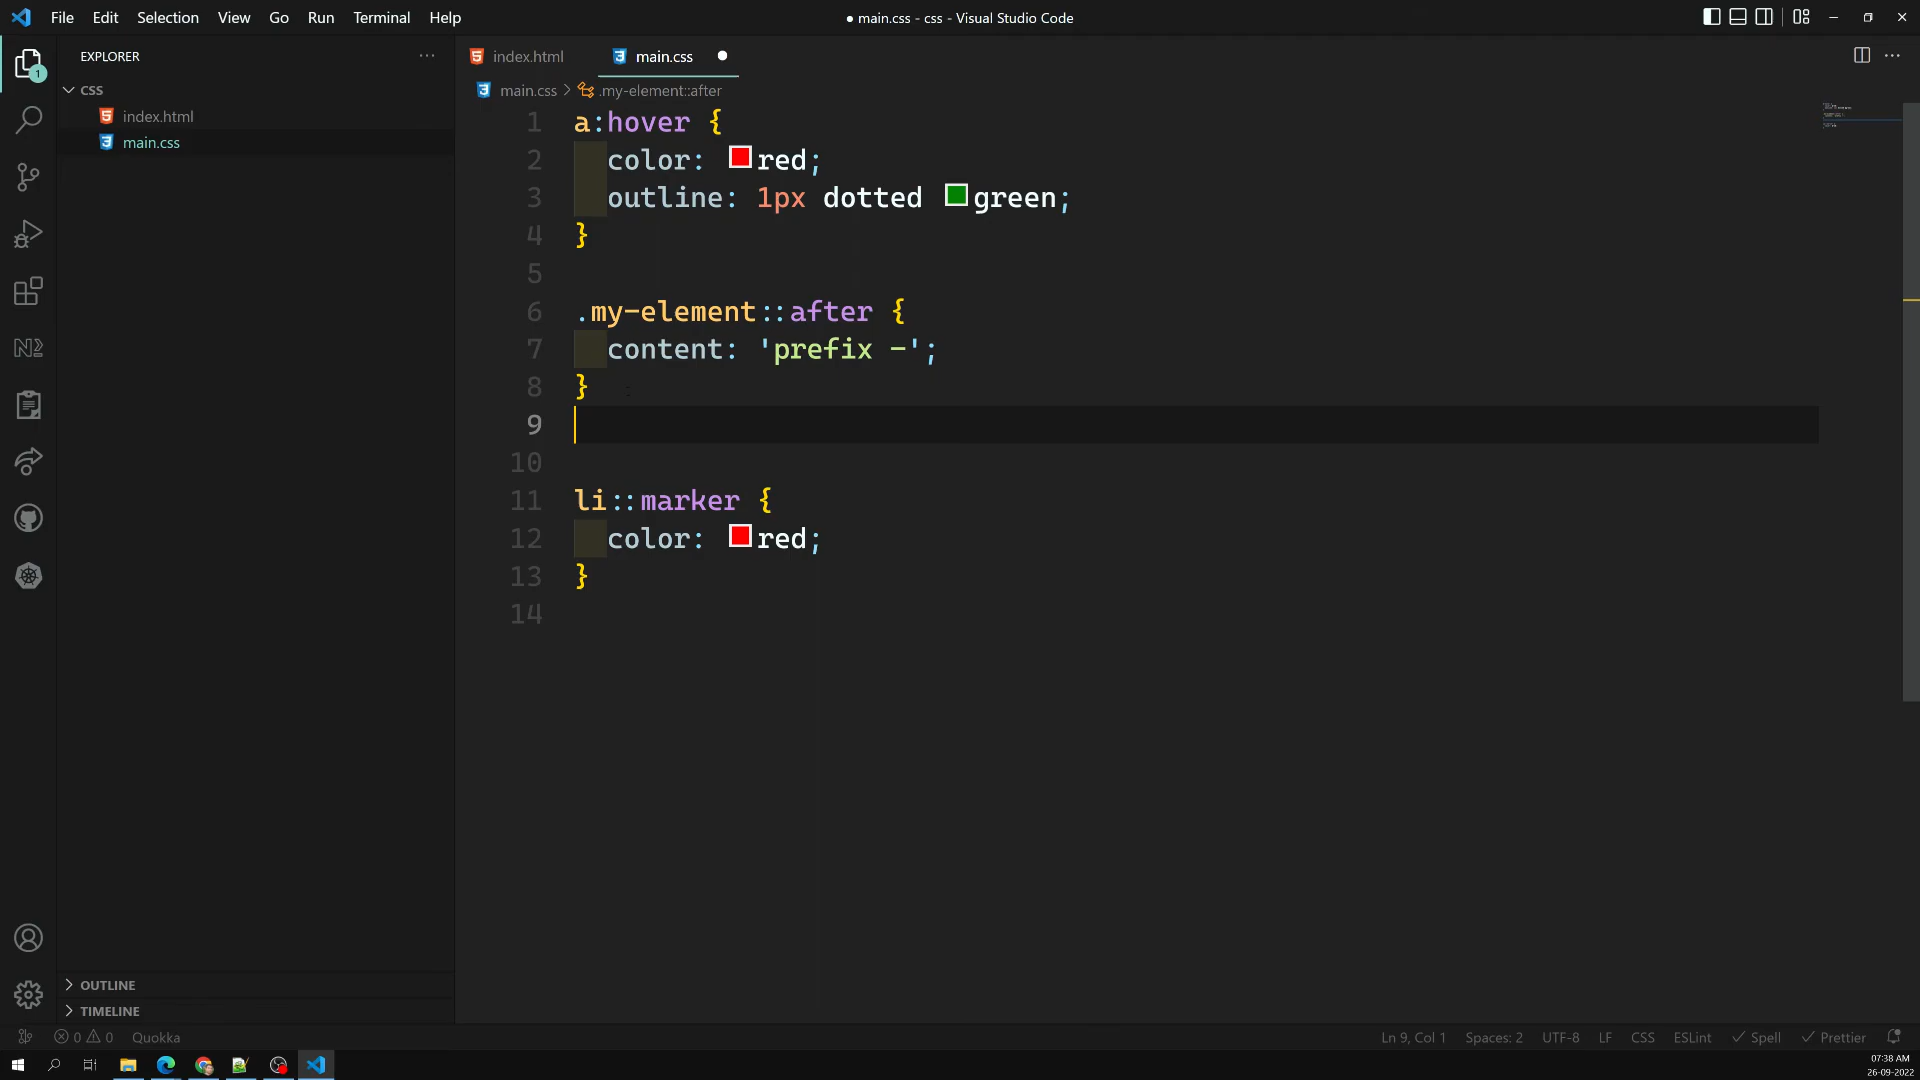 File Edit Selection View Go Run Terminal Help
● main.css - css - Visual Studio Code
EXPLORER
CSS
index.html
main.css
1
index.html
main.css
main.css > .my-element::after
1 a:hover {
2 color: red;
3 outline: 1px dotted green;
4 }
5
6 .my-element::after {
7 content: 'prefix -';
8 }
9
10
11 li::marker {
12 color: red;
13 }
14
OUTLINE
TIMELINE
0 0 Quokka
Ln 9, Col 1 Spaces: 2 UTF-8 LF CSS ESLint Spell Prettier
07:38 AM
26-09-2022